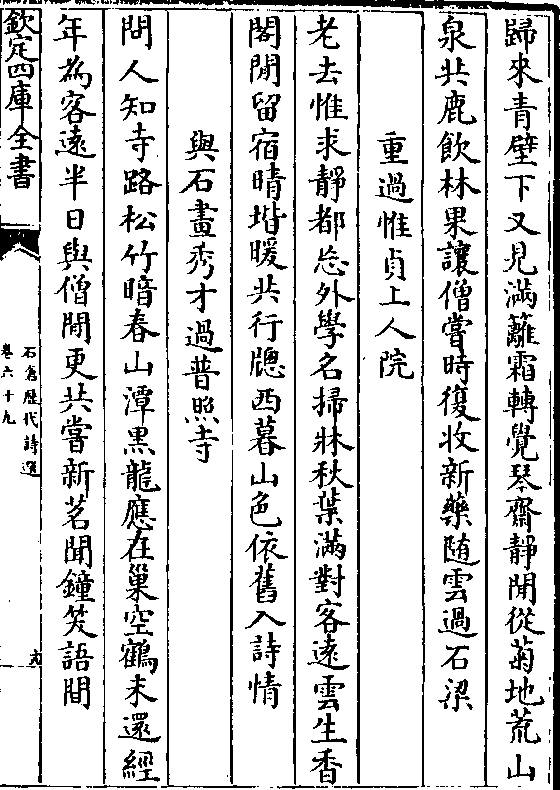 歸來青壁下又見滿籬霜轉覺琴齋靜閒從菊地荒山
泉共鹿飲林果讓僧嘗時復收新藥随雲過石梁
重過惟貞上人院
老去惟求靜都忘外學名掃牀秋葉滿對客遠雲生香
閣閒留宿晴堦暖共行牕西暮山色依舊入詩情
與石晝秀才過普照寺
問人知寺路松竹暗春山潭黒龍應在巢空鶴未還經
年為客遠半日與僧閒更共嘗新茗聞鐘笑語間
欽定四庫全書
石倉歷代詩選
卷六十九
九